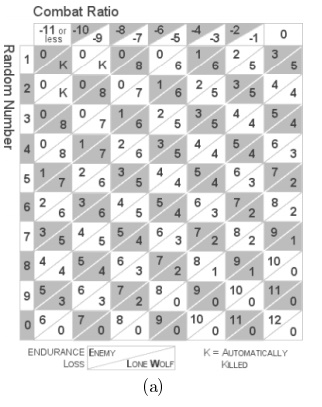 Combat Ratio
Random Number
-11 or less -10 -9 -8 -7 -6 -5 -4 -3 -2 -1 0
1 0 K 0 K 0 8 0 6 1 6 2 5 3 5
2 0 K 0 8 0 7 1 6 2 5 3 5 4 4
3 0 8 0 7 1 6 2 5 3 5 4 4 5 4
4 0 8 1 7 2 6 3 5 4 4 5 4 6 3
5 1 7 2 6 3 5 4 4 5 4 6 3 7 2
6 2 6 3 6 4 5 5 4 6 3 7 2 8 2
7 3 5 4 5 5 4 6 3 7 2 8 2 9 1
8 4 4 5 4 6 3 7 2 8 1 9 1 10 0
9 5 3 6 3 7 2 8 0 9 0 10 0 11 0
0 6 0 7 0 8 0 9 0 10 0 11 0 12 0
ENDURANCE LOSS
ENEMY
LONE WOLF
K = AUTOMATICALLY KILLED
(a)